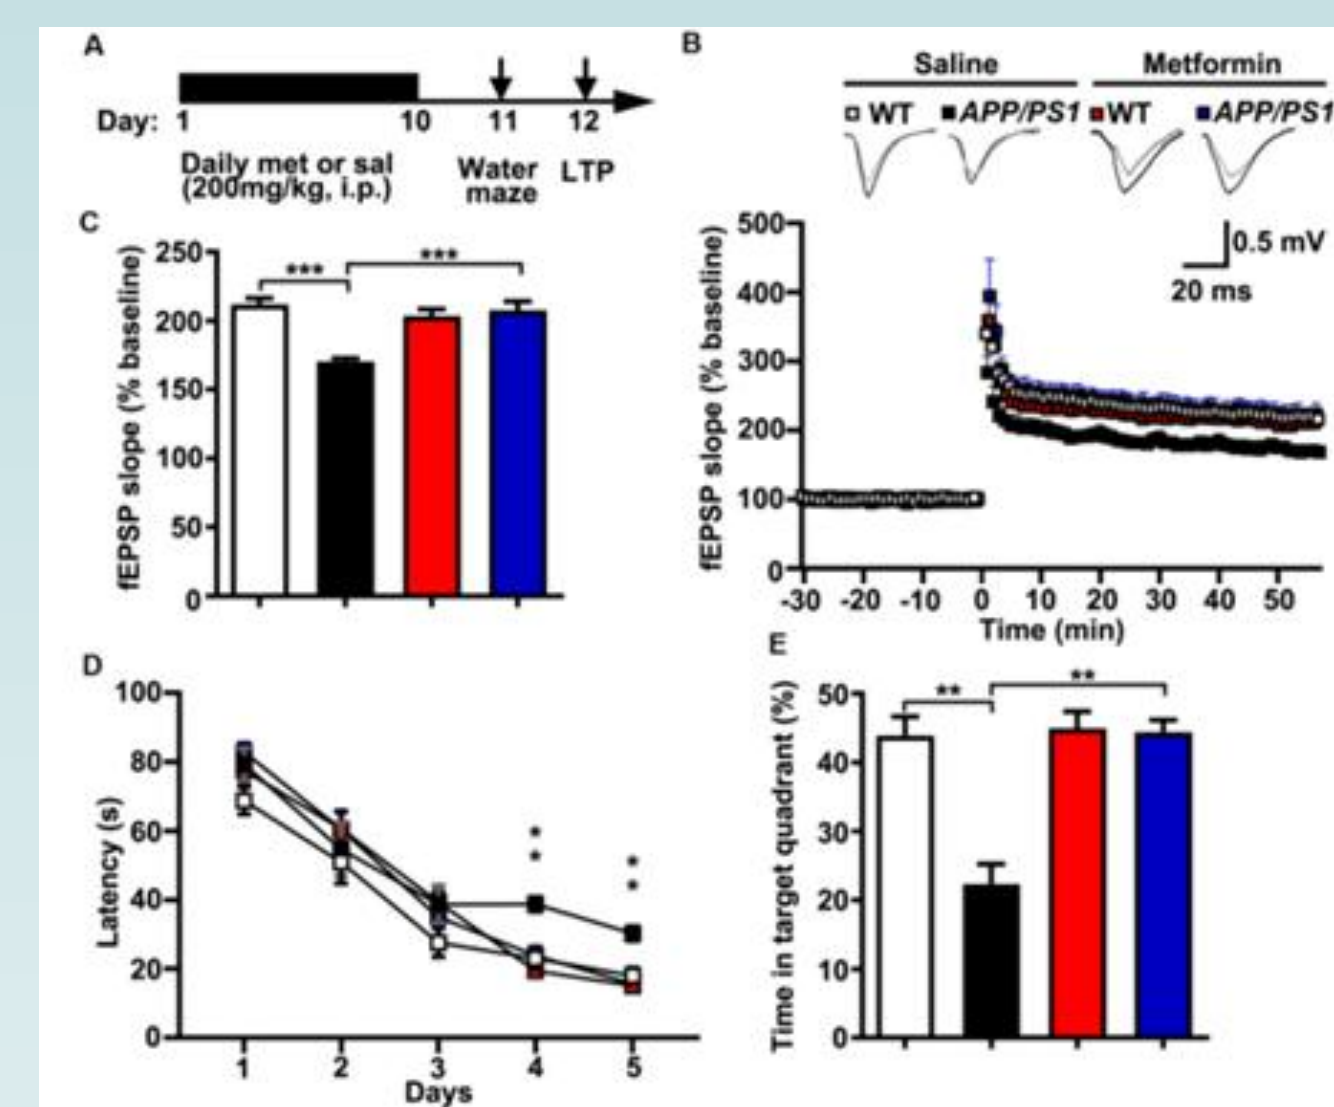 A
Day: 1 10 11 12
Daily met or sal
(200mg/kg, i.p.)
Water
maze
LTP
B
Saline Metformin
WT APP/PS1 WT APP/PS1
0.5 mV
20 ms
fEPSP slope (% baseline)
500
400
300
200
100
0
-30 -20 -10 0 10 20 30 40 50
Time (min)
C
fEPSP slope (% baseline)
250
200
150
100
50
0
*** ***
D
Latency (s)
100
80
60
40
20
0
* *
* *
1 2 3 4 5
Days
E
Time in target quadrant (%)
50
40
30
20
10
0
** **